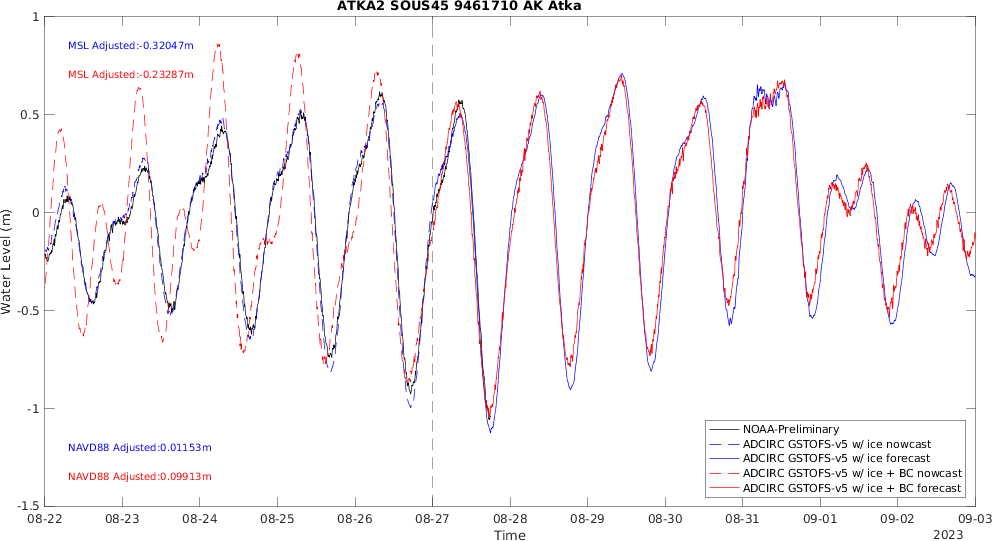 ATKA2 SOUS45 9461710 AK Atka
MSL Adjusted:-0.32047m
MSL Adjusted:-0.23287m
NAVD88 Adjusted:0.01153m
NAVD88 Adjusted:0.09913m
Water Level (m)
1
0.5
0
-0.5
-1
-1.5
NOAA-Preliminary
ADCIRC GSTOFS-v5 w/ ice nowcast
ADCIRC GSTOFS-v5 w/ ice forecast
ADCIRC GSTOFS-v5 w/ ice + BC nowcast
ADCIRC GSTOFS-v5 w/ ice + BC forecast
08-22 08-23 08-24 08-25 08-26 08-27 08-28 08-29 08-30 08-31 09-01 09-02 09-03
Time
2023